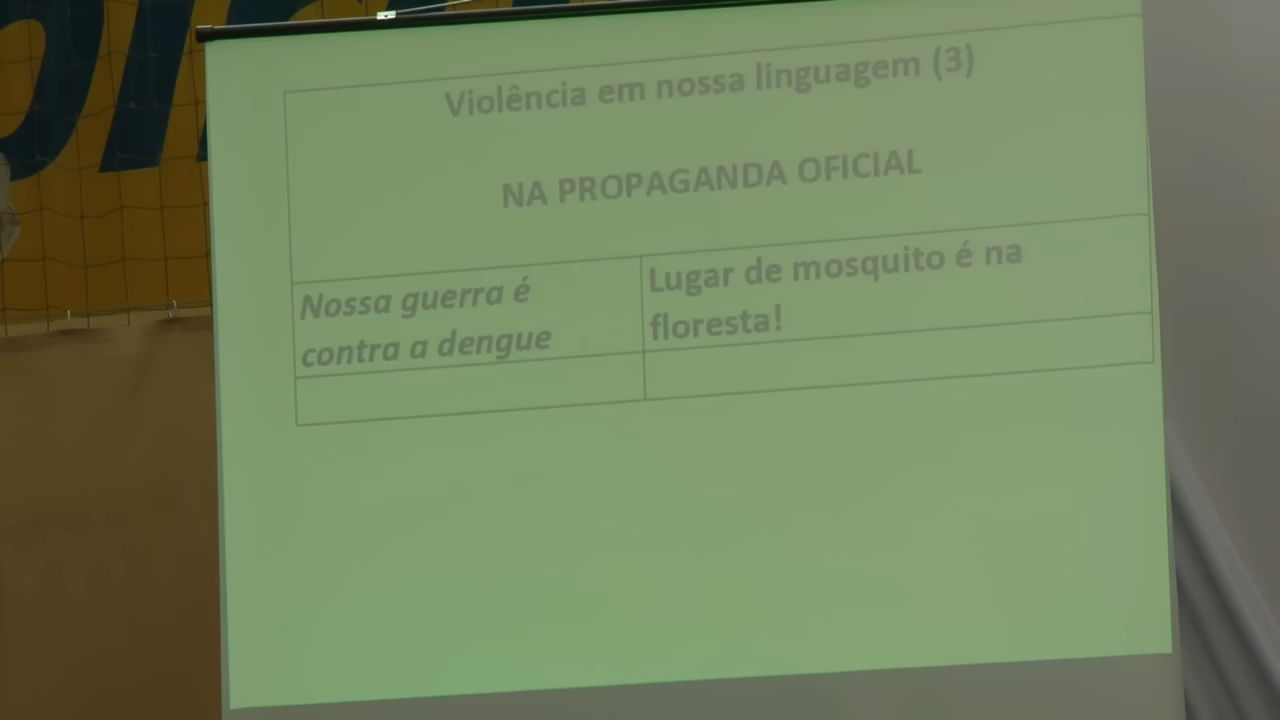 Violência em nossa linguagem (3)
NA PROPAGANDA OFICIAL
Nossa guerra é
contra a dengue
Lugar de mosquito é na
floresta!